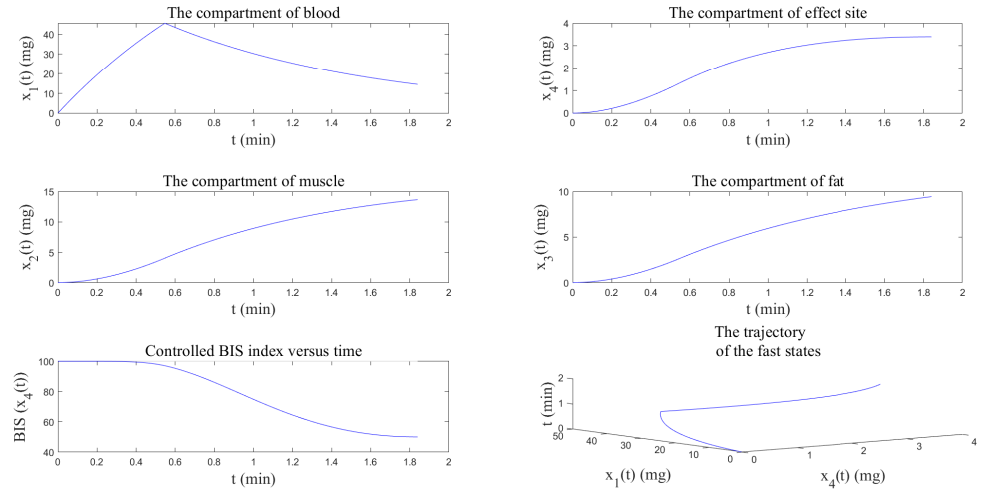 The compartment of blood
x1(t) (mg)
40
30
20
10
0
0 0.2 0.4 0.6 0.8 1 1.2 1.4 1.6 1.8 2
t (min)
The compartment of effect site
x4(t) (mg)
4
3
2
1
0
0 0.2 0.4 0.6 0.8 1 1.2 1.4 1.6 1.8 2
t (min)
The compartment of muscle
x2(t) (mg)
15
10
5
0
0 0.2 0.4 0.6 0.8 1 1.2 1.4 1.6 1.8 2
t (min)
The compartment of fat
x3(t) (mg)
10
5
0
0 0.2 0.4 0.6 0.8 1 1.2 1.4 1.6 1.8 2
t (min)
Controlled BIS index versus time
BIS (x4(t))
100
80
60
40
0 0.2 0.4 0.6 0.8 1 1.2 1.4 1.6 1.8 2
t (min)
The trajectory
of the fast states
t (min)
2
1
0
50 40 30 20 10 0
0 1 2 3 4
x1(t) (mg)
x4(t) (mg)